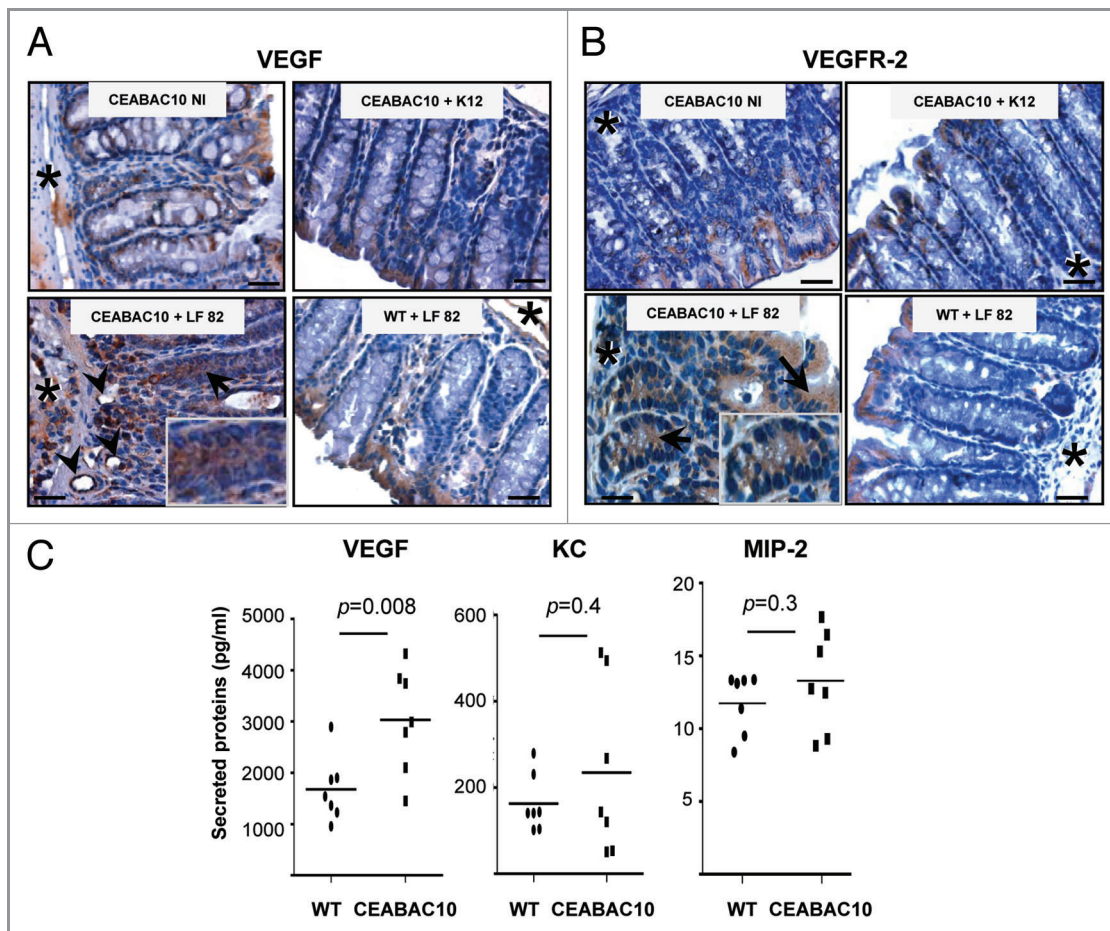 A
VEGF
CEABAC10 NI
CEABAC10 + K12
CEABAC10 + LF 82
WT + LF 82
B
VEGFR-2
CEABAC10 NI
CEABAC10 + K12
CEABAC10 + LF 82
WT + LF 82
C
VEGF
Secreted proteins (pg/ml)
5000
4000
3000
2000
1000
p=0.008
WT CEABAC10
KC
600
400
200
p=0.4
WT CEABAC10
MIP-2
20
15
10
5
p=0.3
WT CEABAC10